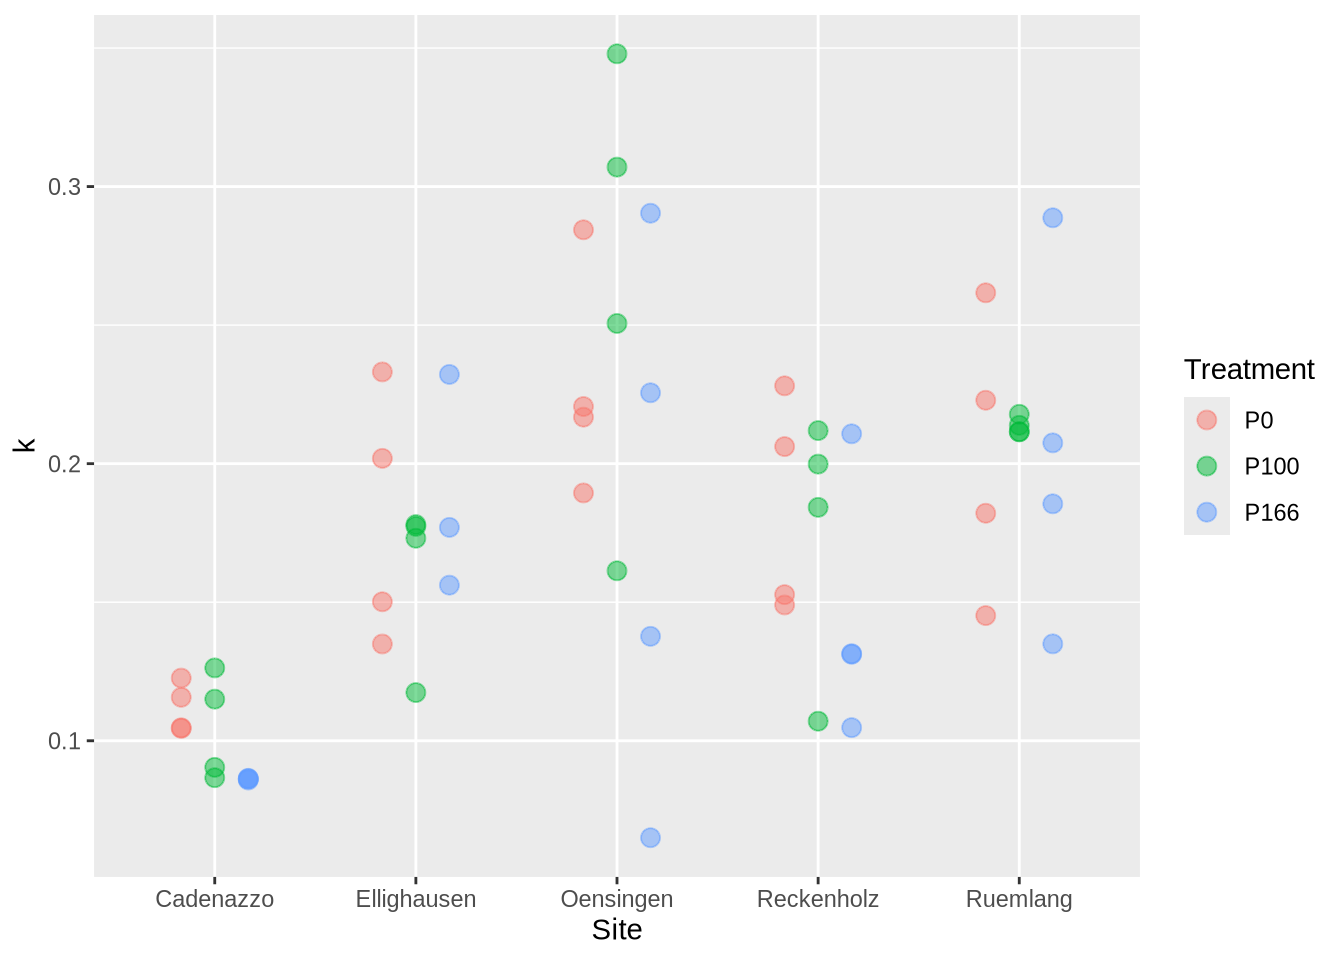 k
0.3
0.2
0.1
Cadenazzo Ellighausen Oensingen Reckenholz Ruemlang
Site
Treatment
P0
P100
P166